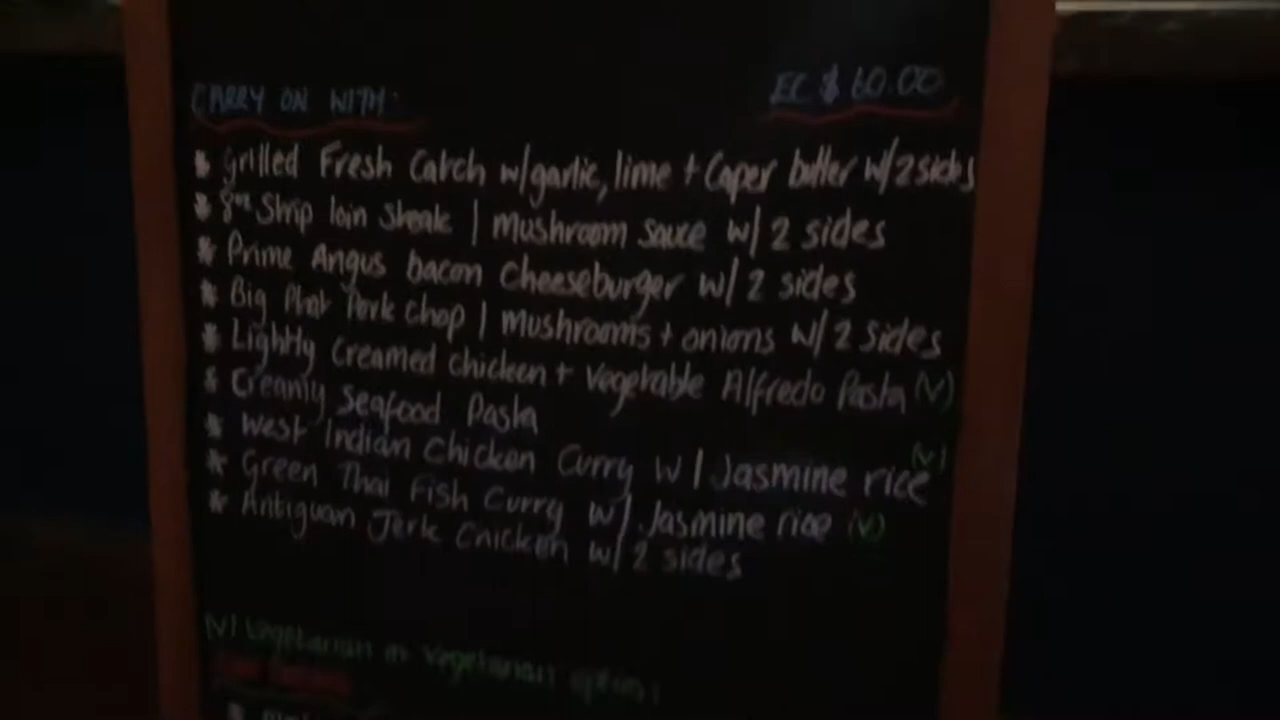 CARRY ON WITH: EC $ 60.00
* Grilled Fresh Catch w/garlic, lime + Caper butter w/2 sides
* 8oz Strip loin Steak | Mushroom Sauce w/ 2 sides
* Prime Angus bacon Cheeseburger w/ 2 sides
* Big Phat Pork chop | Mushrooms + onions w/ 2 Sides
* Lightly Creamed chicken + Vegetable Alfredo Pasta (V)
* Creamy Seafood Pasta
* West Indian Chicken Curry w/ Jasmine rice (V)
* Green Thai Fish Curry w/ Jasmine rice (V)
* Antiguan Jerk Chicken w/ 2 sides
(V) Vegetarian or Vegetarian option